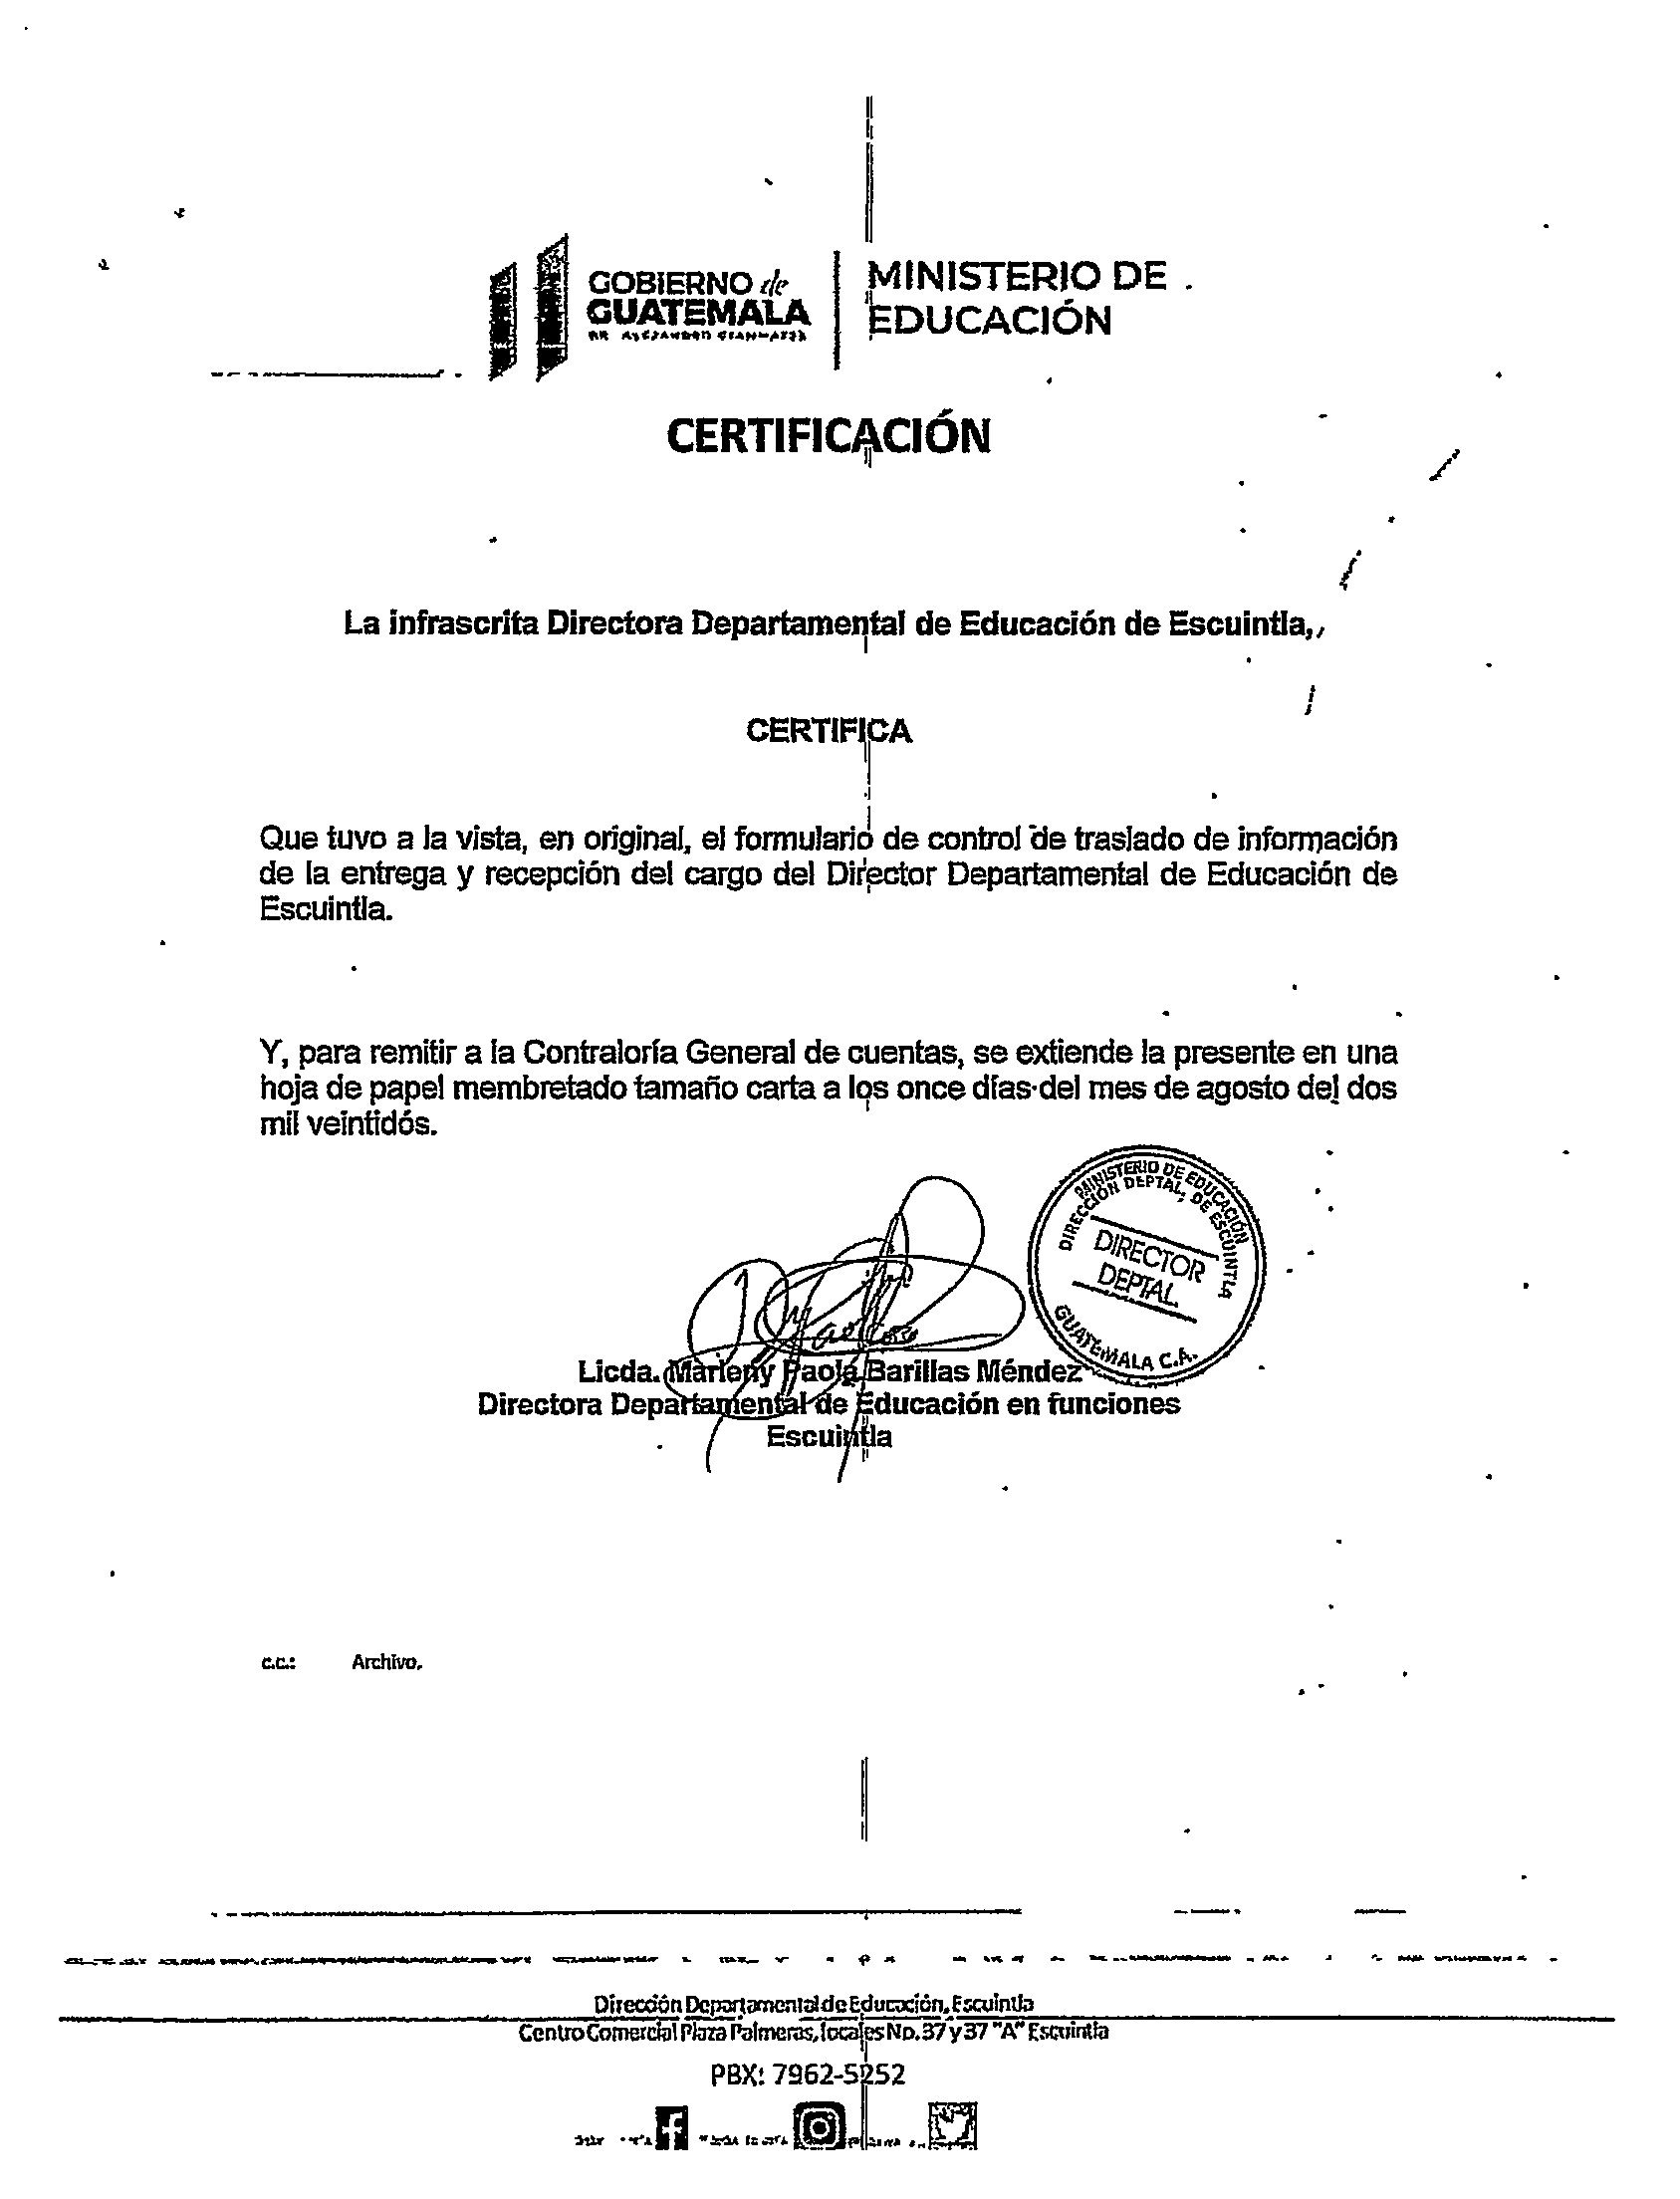 GOBIERNO de
GUATEMALA
DR. ALEJANDRO GIAMMATTEI
MINISTERIO DE
EDUCACIÓN
CERTIFICACIÓN
La infrascrita Directora Departamental de Educación de Escuintla,
CERTIFICA
Que tuvo a la vista, en original, el formulario de control de traslado de información
de la entrega y recepción del cargo del Director Departamental de Educación de
Escuintla.
Y, para remitir a la Contraloría General de cuentas, se extiende la presente en una
hoja de papel membretado tamaño carta a los once días del mes de agosto del dos
mil veintidós.
MINISTERIO DE EDUCACIÓN
DIRECCIÓN DEPTAL. DE ESCUINTLA
DIRECTOR
DEPTAL.
GUATEMALA C.A.
Licda. Marleny Paola Barillas Méndez
Directora Departamental de Educación en funciones
Escuintla
c.c.: Archivo.
Dirección Departamental de Educación, Escuintla
Centro Comercial Plaza Palmeras, locales No. 37 y 37 "A" Escuintla
PBX: 7962-5252